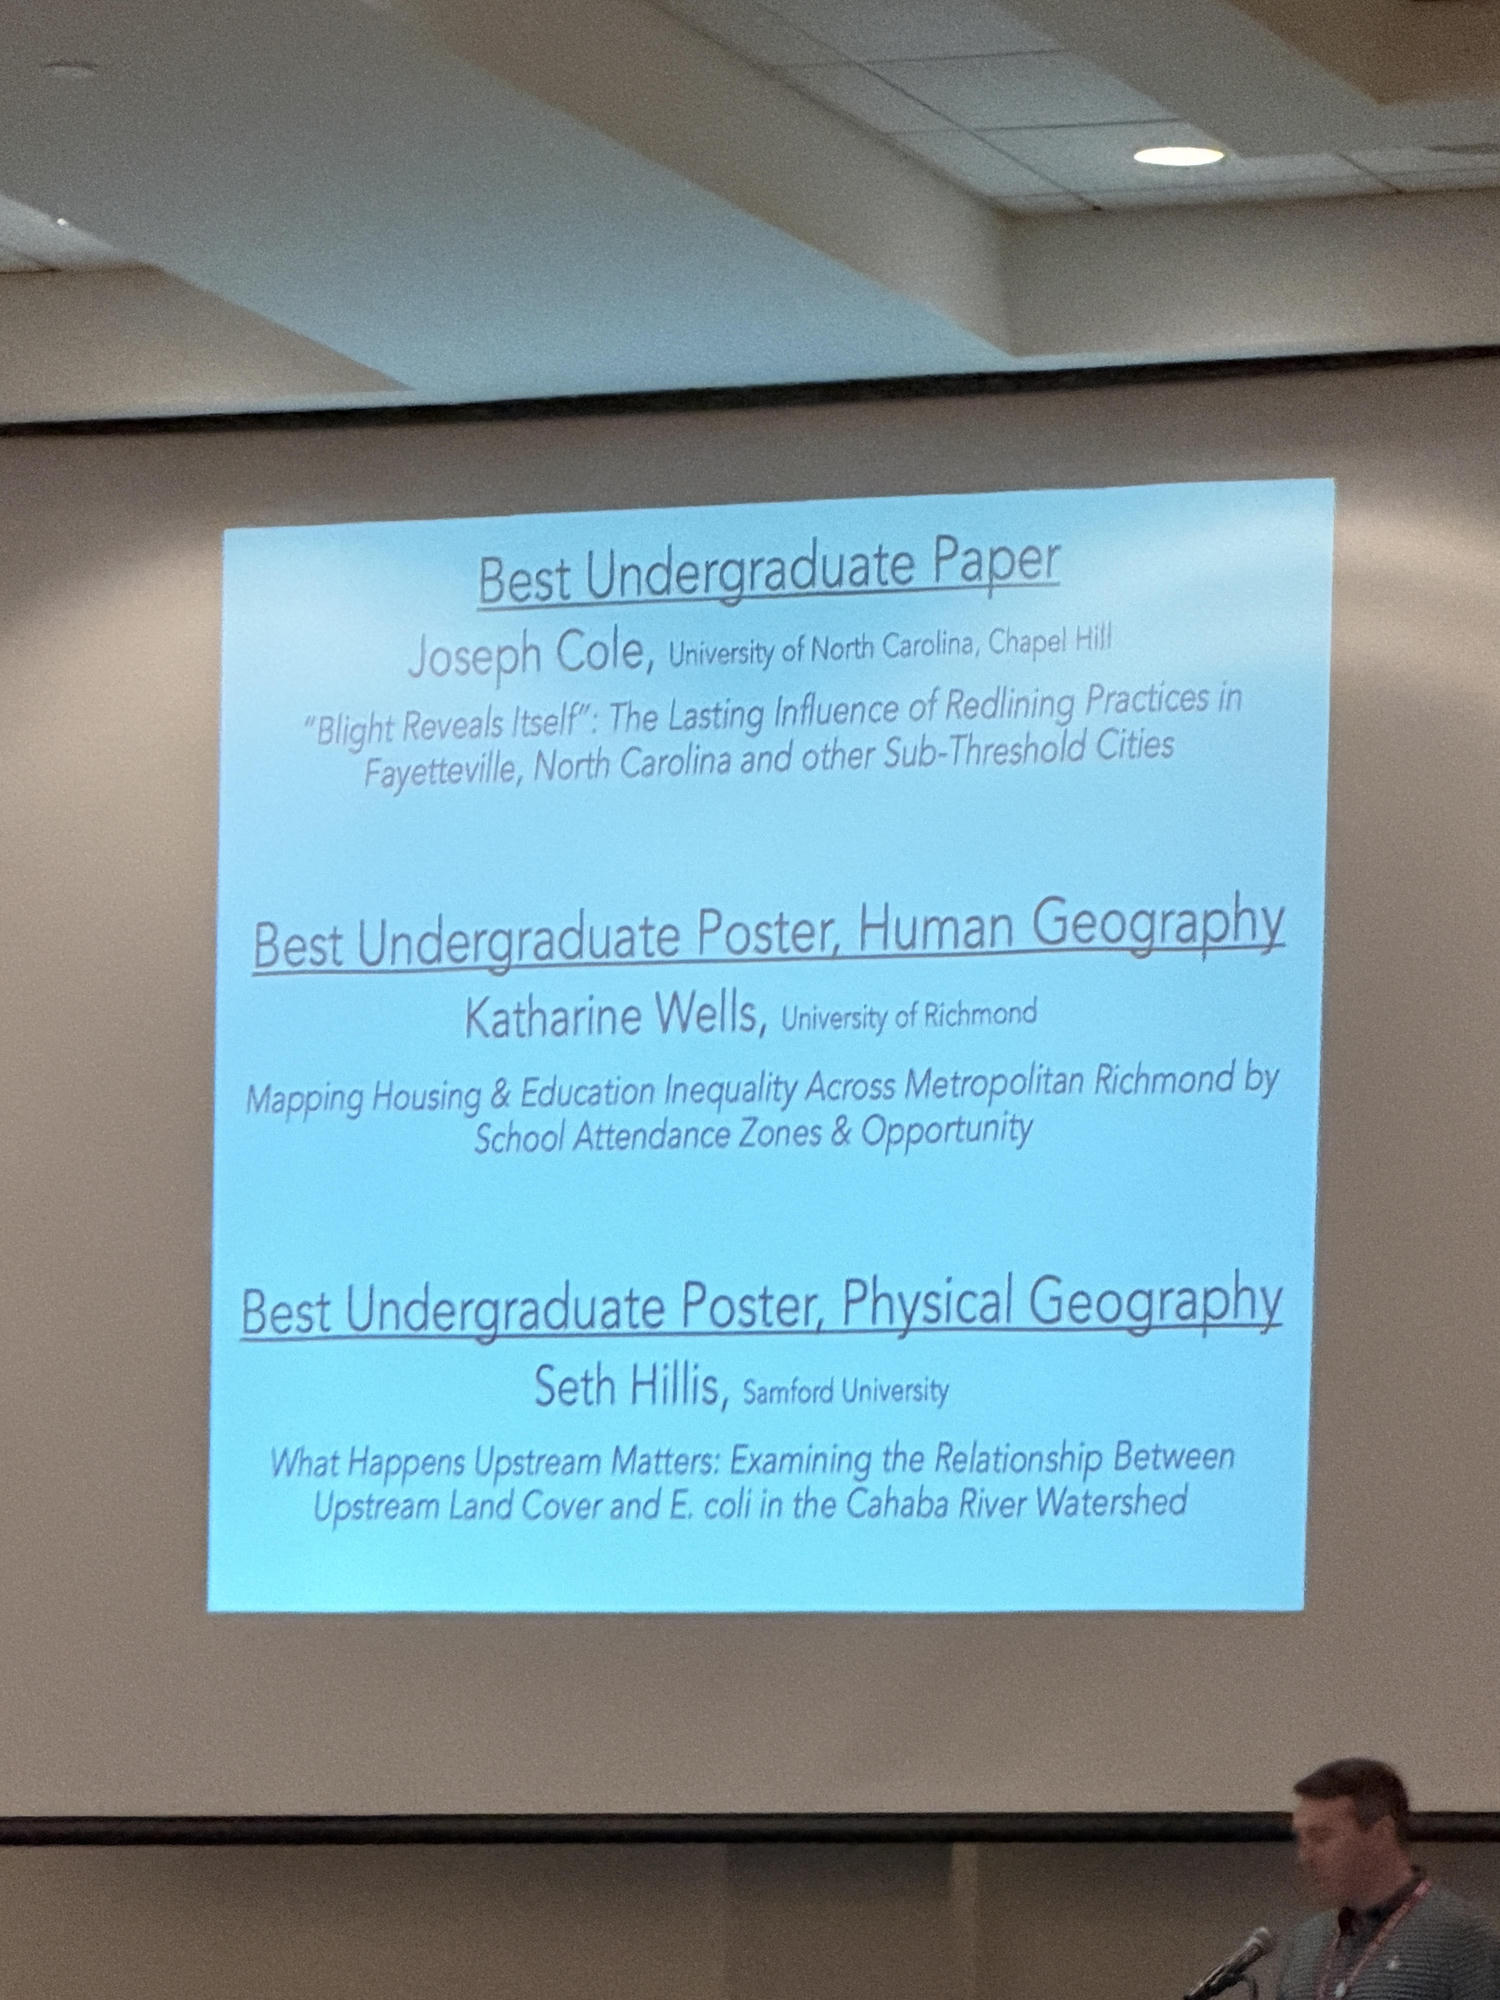 Best Undergraduate Paper
Joseph Cole, University of North Carolina, Chapel Hill
"Blight Reveals Itself": The Lasting Influence of Redlining Practices in
Fayetteville, North Carolina and other Sub-Threshold Cities
Best Undergraduate Poster, Human Geography
Katharine Wells, University of Richmond
Mapping Housing & Education Inequality Across Metropolitan Richmond by
School Attendance Zones & Opportunity
Best Undergraduate Poster, Physical Geography
Seth Hillis, Samford University
What Happens Upstream Matters: Examining the Relationship Between
Upstream Land Cover and E. coli in the Cahaba River Watershed